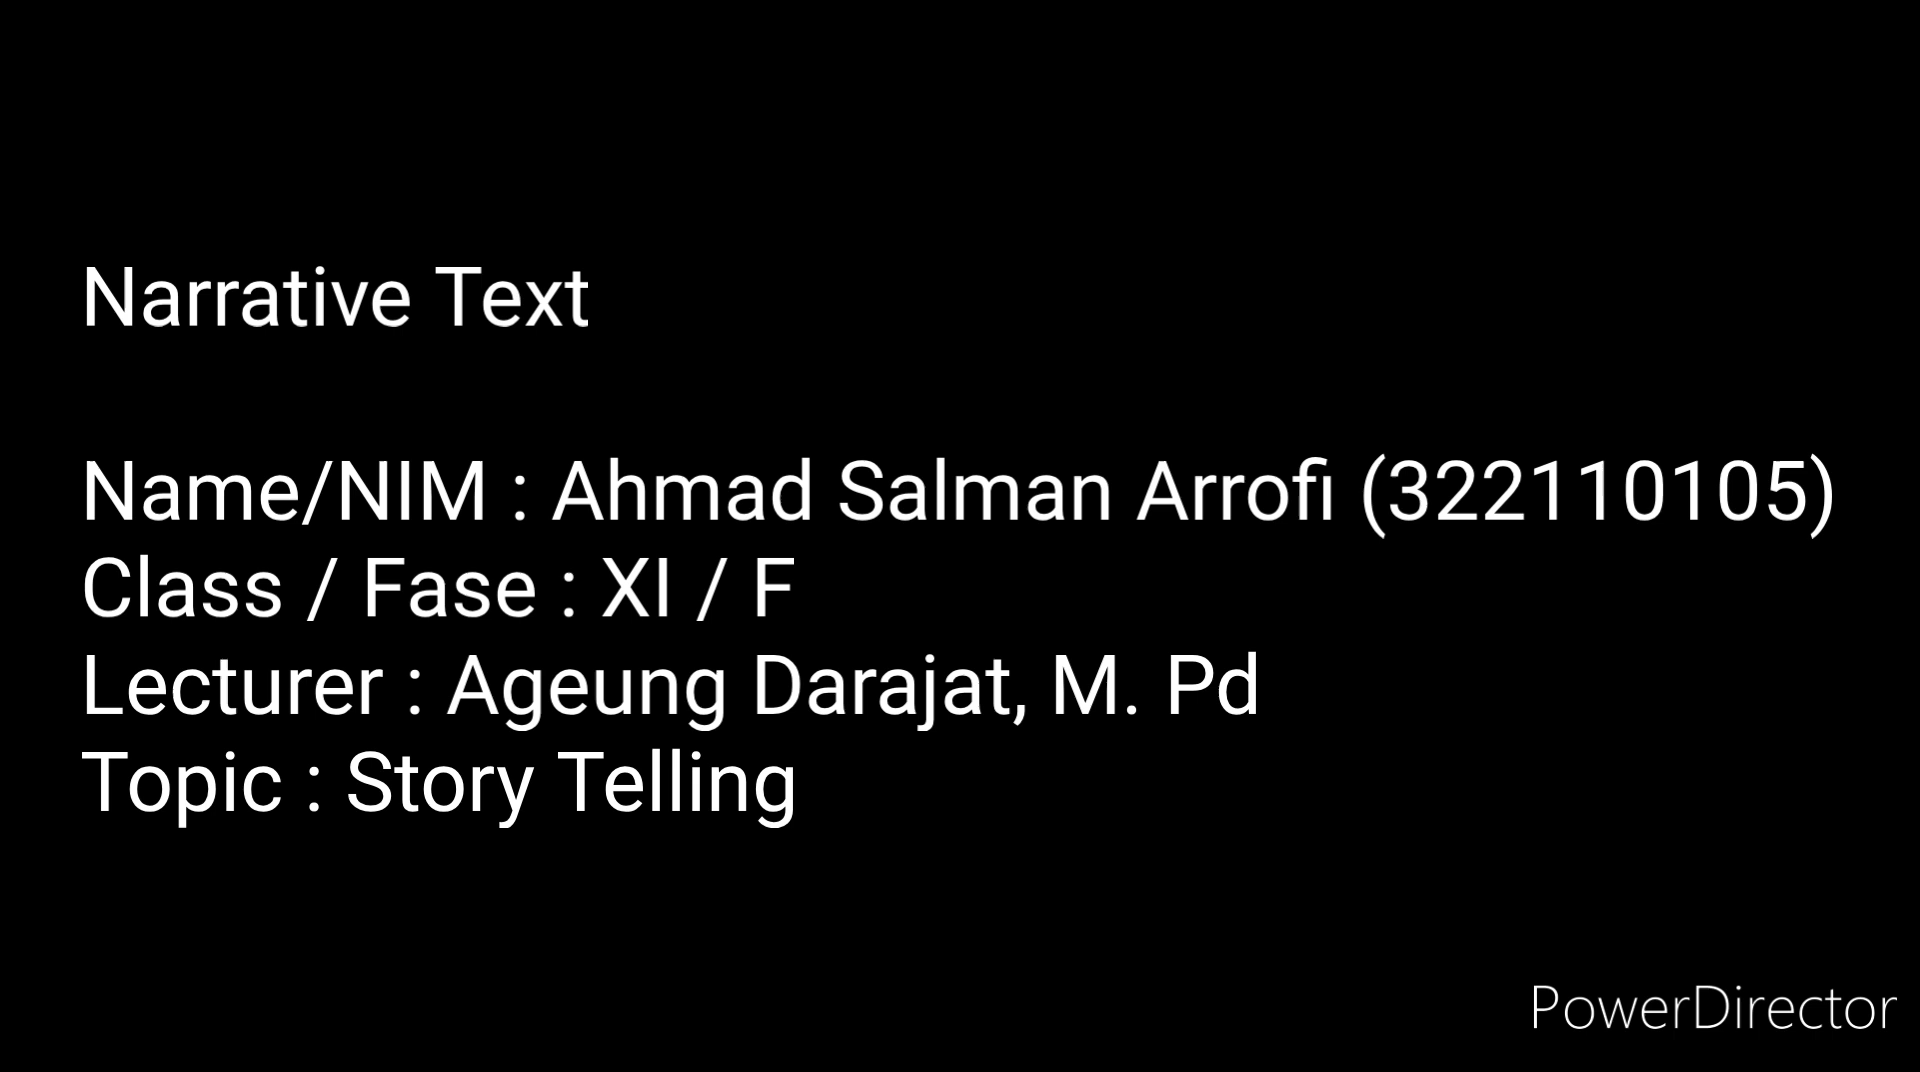 Narrative Text
Name/NIM : Ahmad Salman Arrofi (322110105)
Class / Fase : XI / F
Lecturer : Ageung Darajat, M. Pd
Topic : Story Telling
PowerDirector